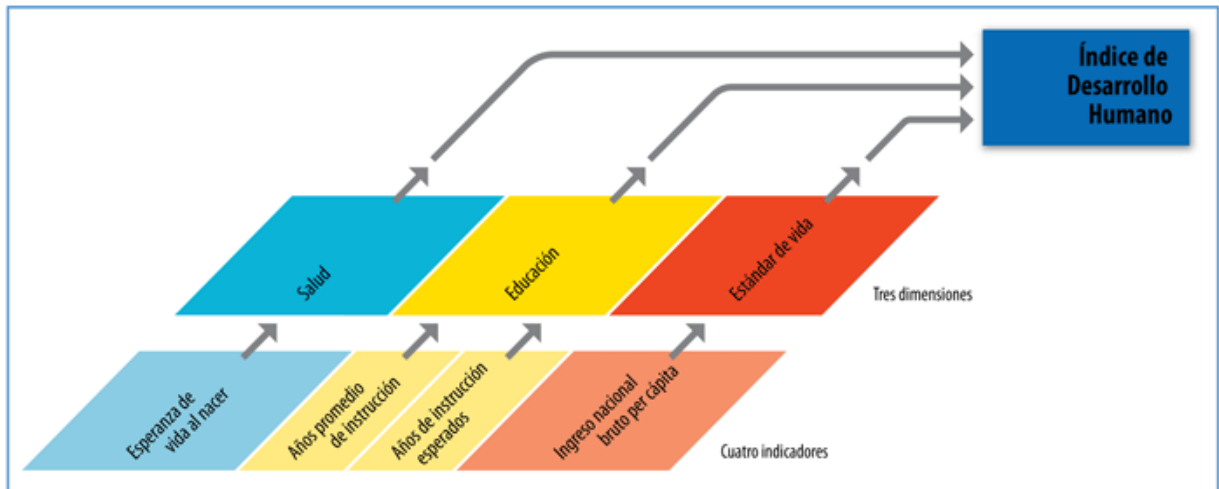 Índice de
Desarrollo
Humano
Salud
Educación
Estándar de vida
Tres dimensiones
Esperanza de
vida al nacer
Años promedio
de instrucción
Años de instrucción
esperados
Ingreso nacional
bruto per cápita
Cuatro indicadores